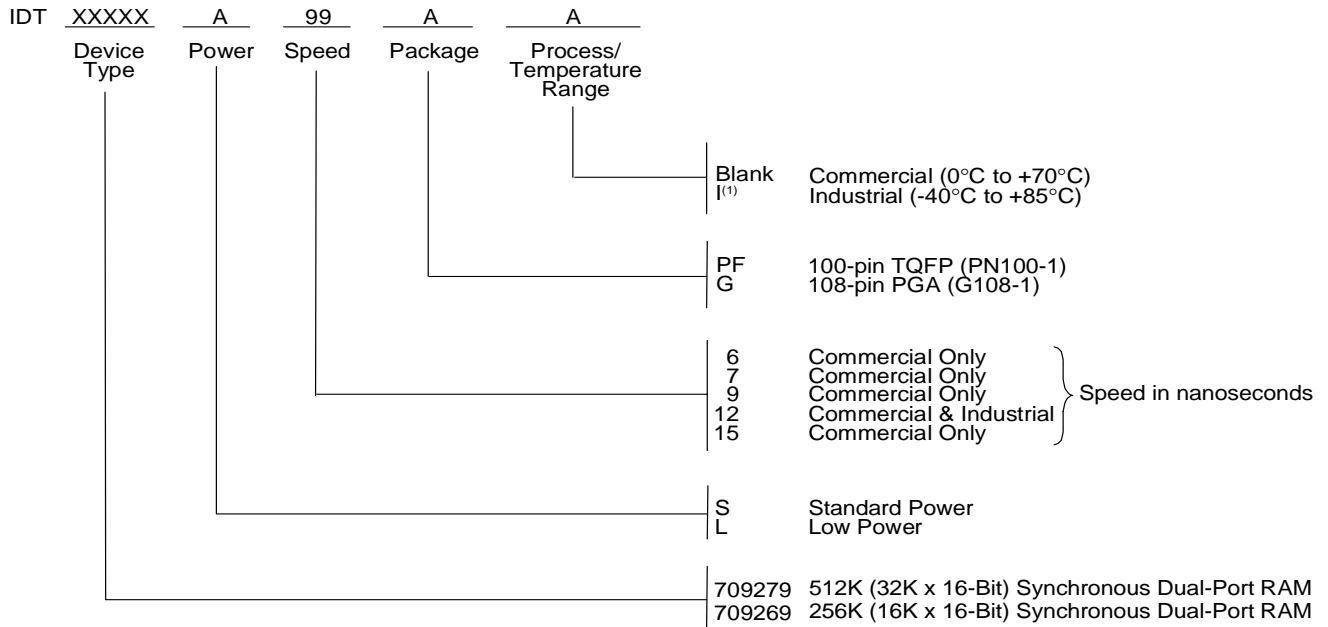 IDT XXXXX A 99 A A
Device Type Power Speed Package Process/ Temperature Range
Blank Commercial (0°C to +70°C)
I(1) Industrial (-40°C to +85°C)
PF 100-pin TQFP (PN100-1)
G 108-pin PGA (G108-1)
6 Commercial Only
7 Commercial Only
9 Commercial Only
12 Commercial & Industrial
15 Commercial Only
Speed in nanoseconds
S Standard Power
L Low Power
709279 512K (32K x 16-Bit) Synchronous Dual-Port RAM
709269 256K (16K x 16-Bit) Synchronous Dual-Port RAM